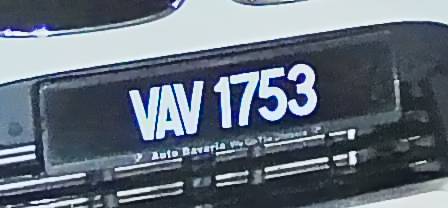 VAV 1753
Auto Bavaria